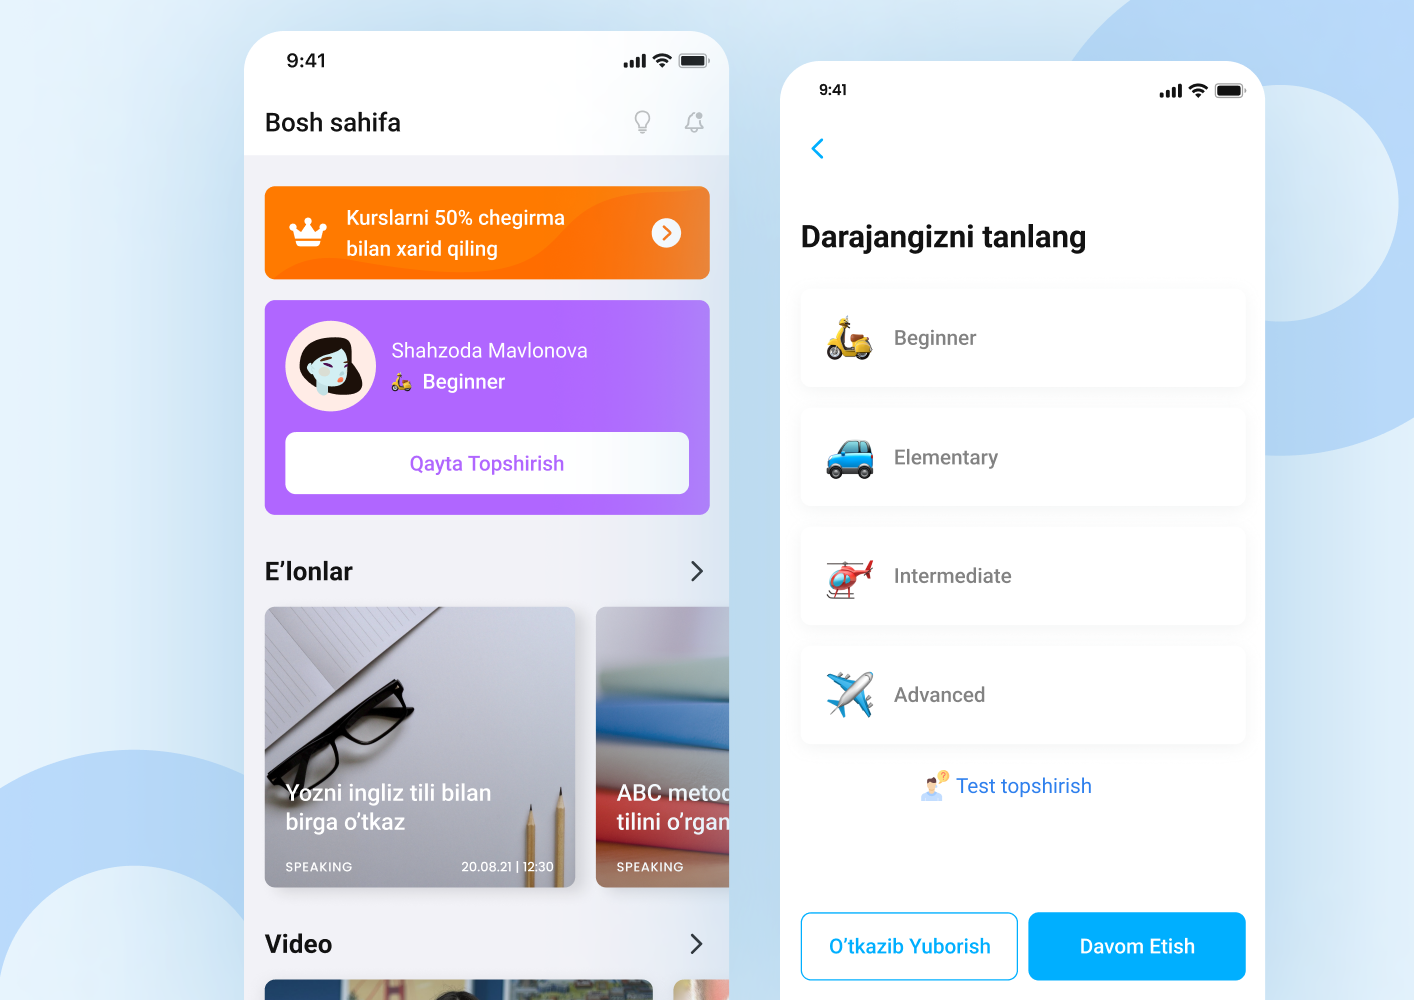 9:41
Bosh sahifa
Kurslarni 50% chegirma
bilan xarid qiling
Shahzoda Mavlonova
Beginner
Qayta Topshirish
E’lonlar
Yozni ingliz tili bilan
birga o’tkaz
SPEAKING
20.08.21 | 12:30
ABC
tilini
SPEAKING
Video
9:41
Darajangizni tanlang
Beginner
Elementary
Intermediate
Advanced
Test topshirish
O’tkazib Yuborish
Davom Etish